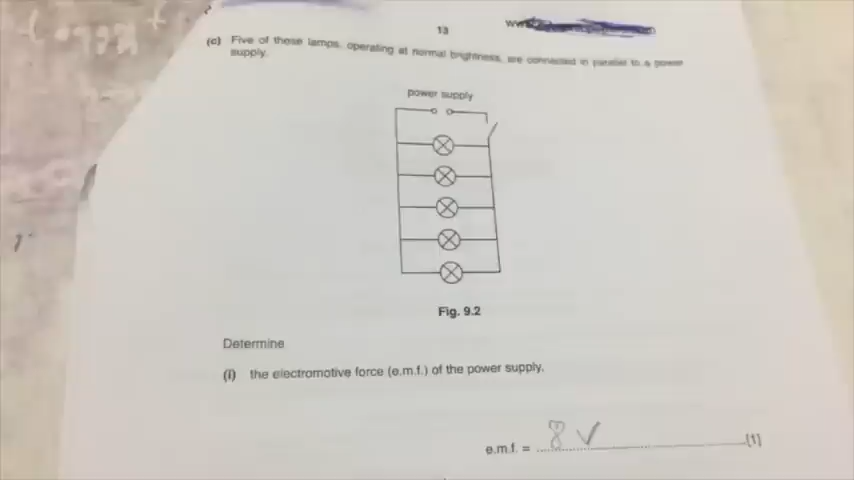 13
(c) Five of these lamps, operating at normal brightness, are connected in parallel to a power
supply.
power supply
Fig. 9.2
Determine
(i) the electromotive force (e.m.f.) of the power supply,
e.m.f. = 8 V [1]